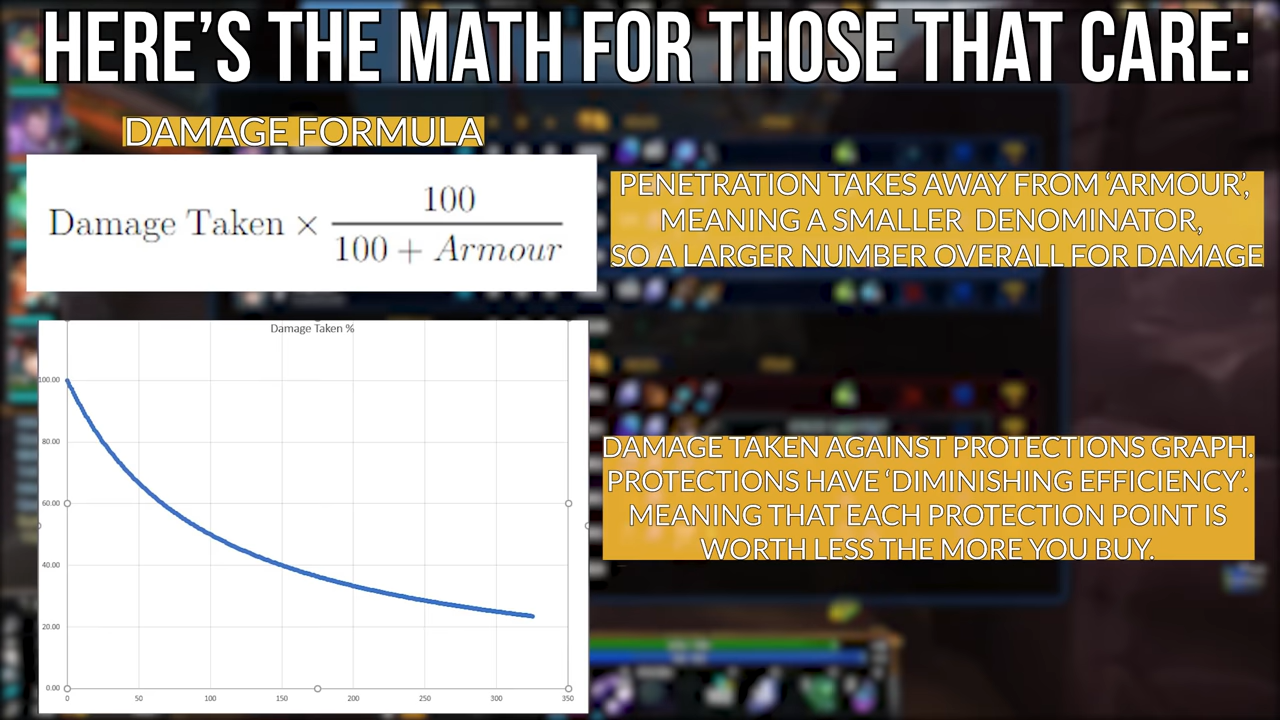 HERE'S THE MATH FOR THOSE THAT CARE:
DAMAGE FORMULA
Damage Taken × 100 / 100 + Armour
PENETRATION TAKES AWAY FROM ‘ARMOUR’,
MEANING A SMALLER DENOMINATOR,
SO A LARGER NUMBER OVERALL FOR DAMAGE
Damage Taken %
100.00
80.00
60.00
40.00
20.00
0.00
0 50 100 150 200 250 300 350
DAMAGE TAKEN AGAINST PROTECTIONS GRAPH.
PROTECTIONS HAVE ‘DIMINISHING EFFICIENCY’.
MEANING THAT EACH PROTECTION POINT IS
WORTH LESS THE MORE YOU BUY.